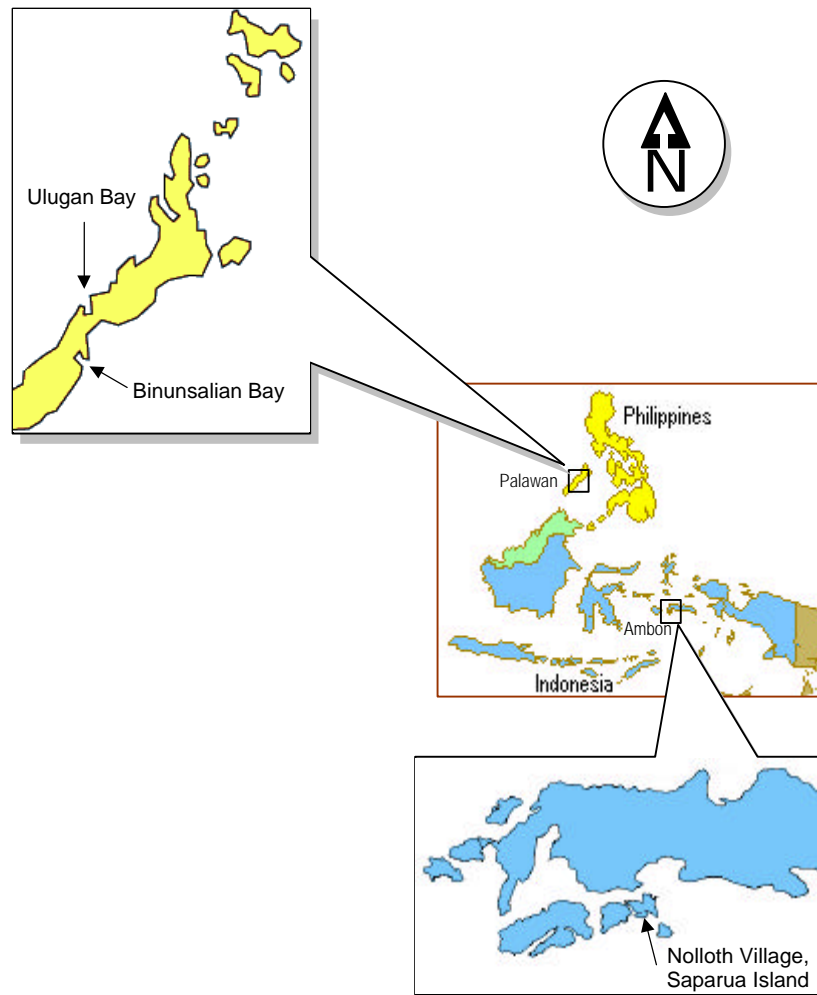 Ulugan Bay
Binunsalian Bay
N
Philippines
Palawan
Ambon
Indonesia
Nolloth Village,
Saparua Island